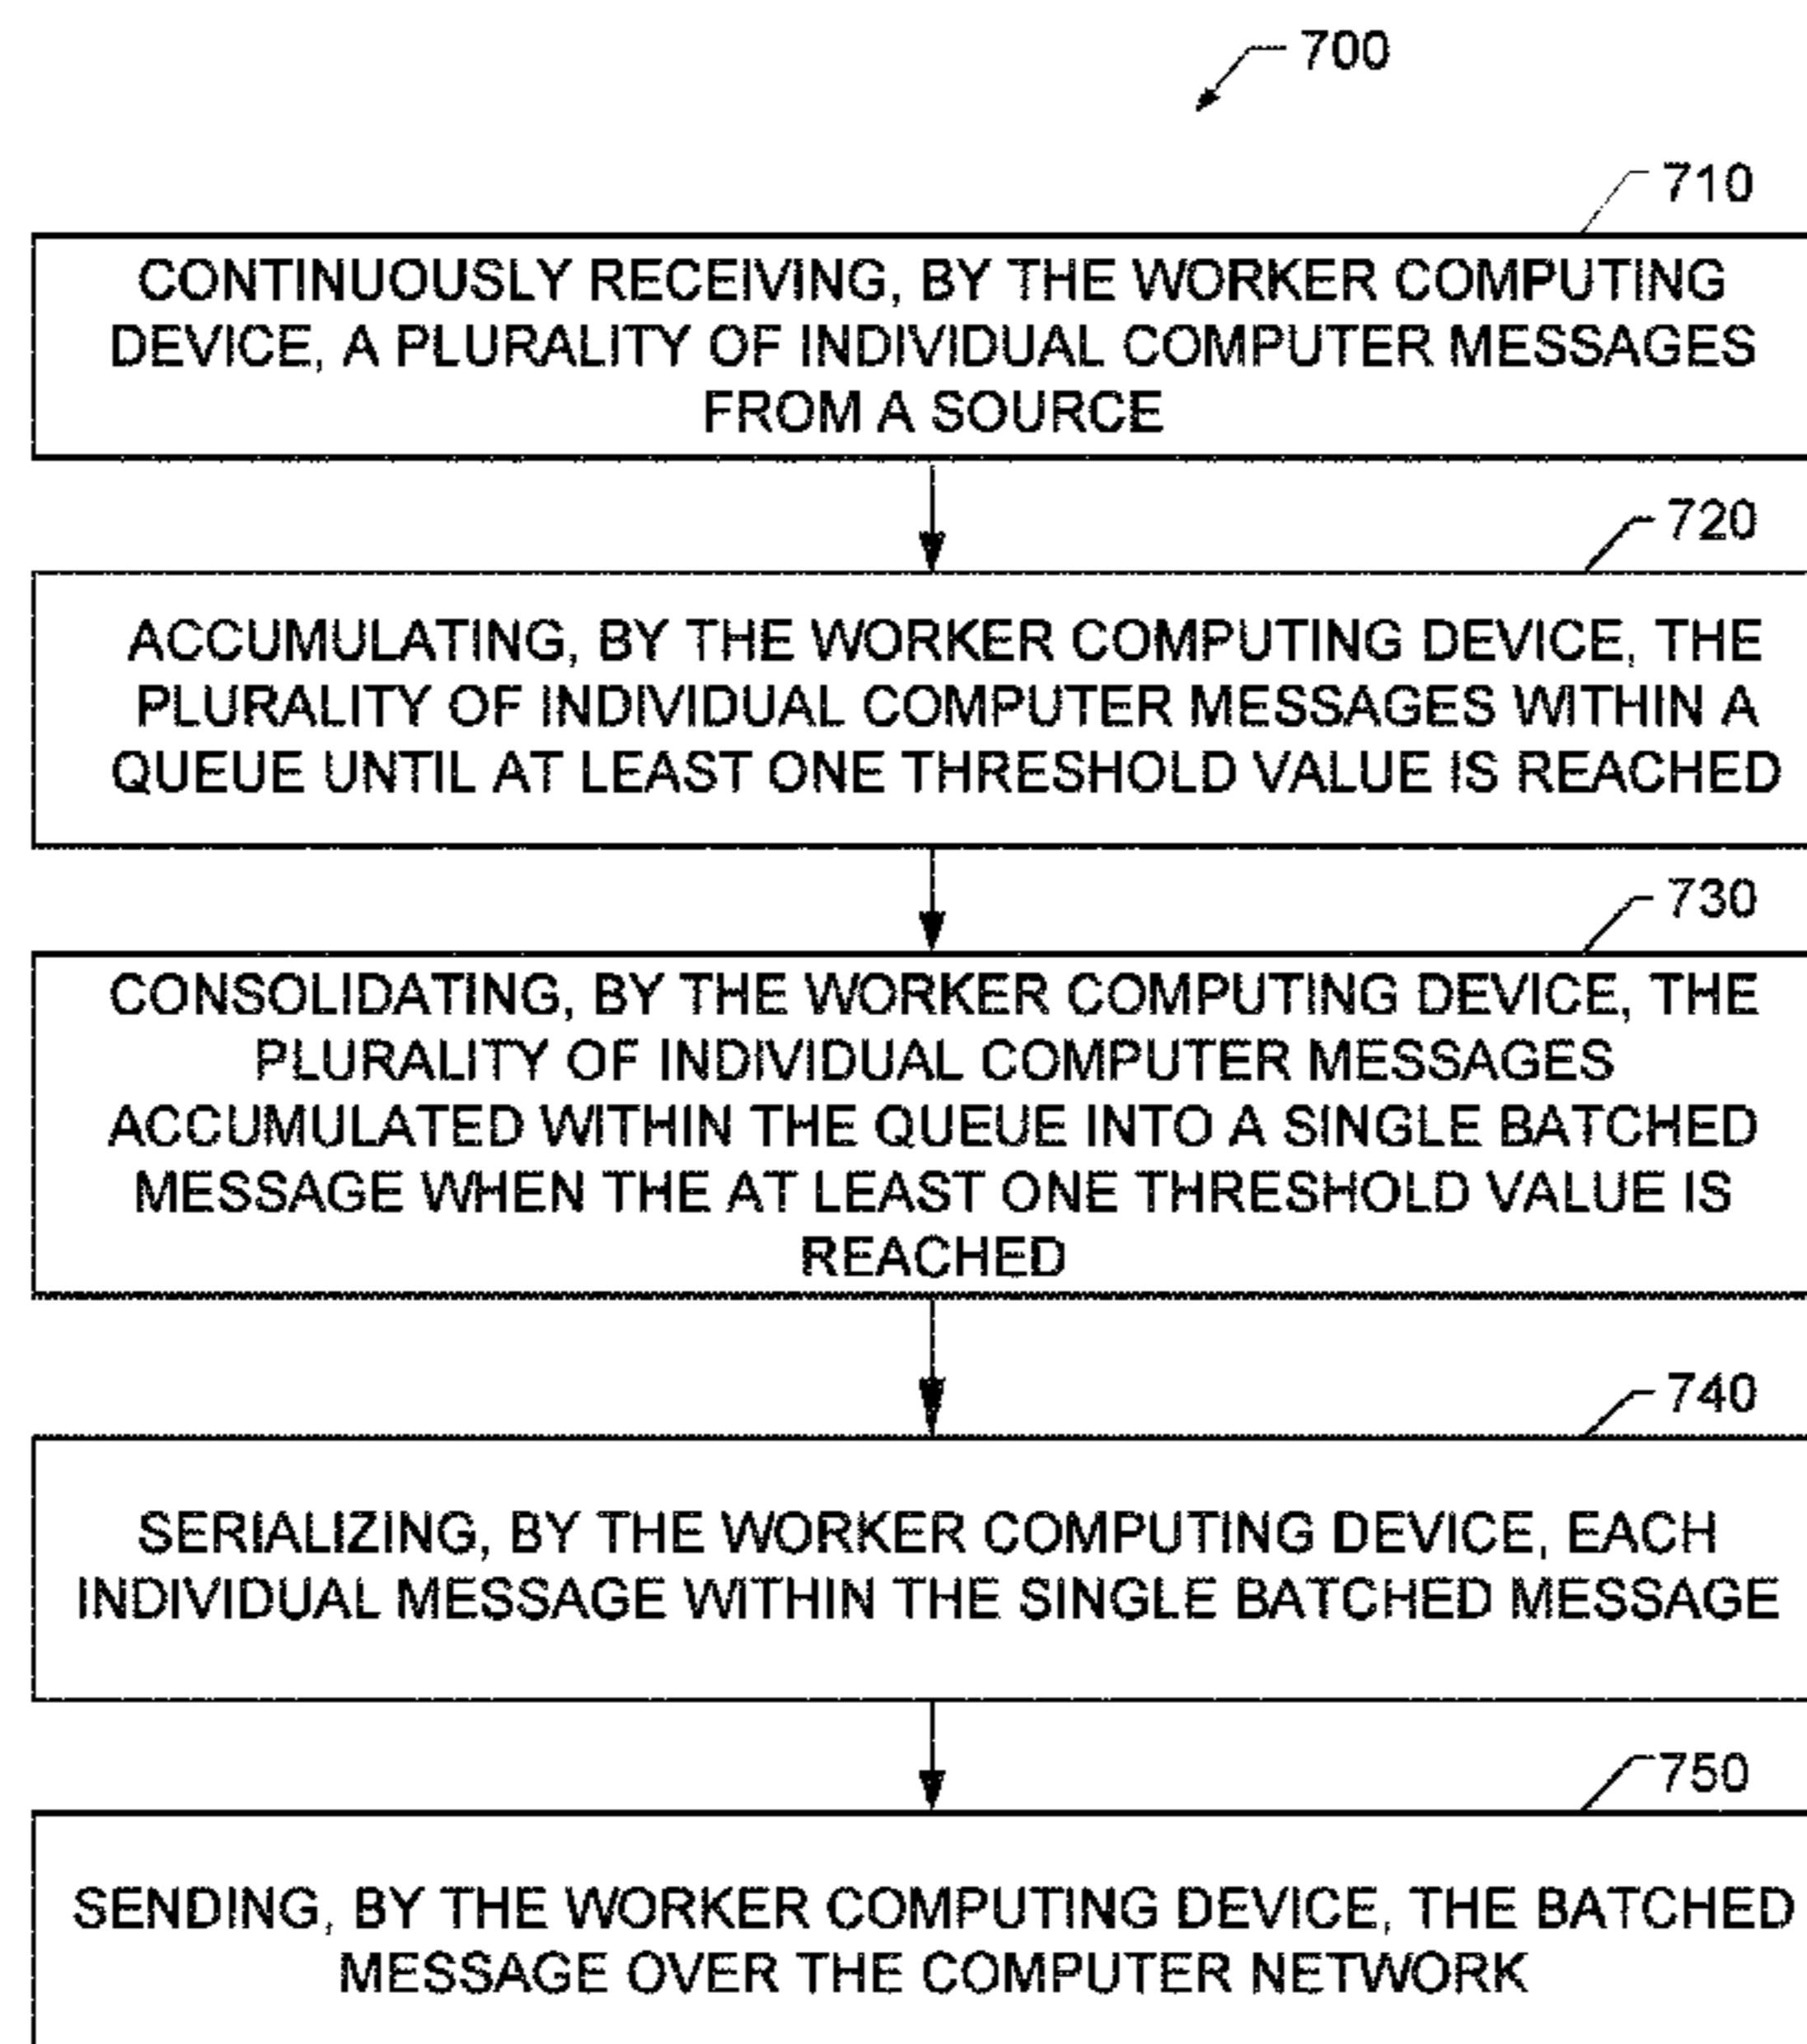 700
710
CONTINUOUSLY RECEIVING, BY THE WORKER COMPUTING
DEVICE, A PLURALITY OF INDIVIDUAL COMPUTER MESSAGES
FROM A SOURCE
720
ACCUMULATING, BY THE WORKER COMPUTING DEVICE, THE
PLURALITY OF INDIVIDUAL COMPUTER MESSAGES WITHIN A
QUEUE UNTIL AT LEAST ONE THRESHOLD VALUE IS REACHED
730
CONSOLIDATING, BY THE WORKER COMPUTING DEVICE, THE
PLURALITY OF INDIVIDUAL COMPUTER MESSAGES
ACCUMULATED WITHIN THE QUEUE INTO A SINGLE BATCHED
MESSAGE WHEN THE AT LEAST ONE THRESHOLD VALUE IS
REACHED
740
SERIALIZING, BY THE WORKER COMPUTING DEVICE, EACH
INDIVIDUAL MESSAGE WITHIN THE SINGLE BATCHED MESSAGE
750
SENDING, BY THE WORKER COMPUTING DEVICE, THE BATCHED
MESSAGE OVER THE COMPUTER NETWORK